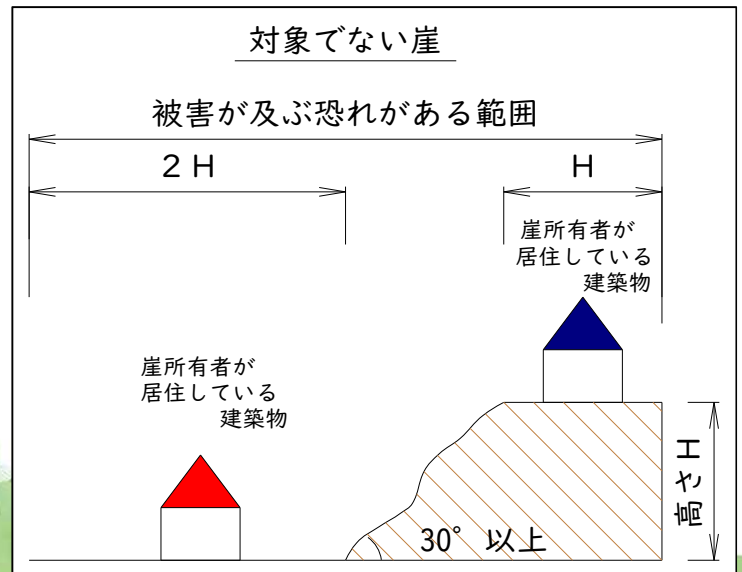 対象でない崖
被害が及ぶ恐れがある範囲
2H
H
崖所有者が
居住している
建築物
崖所有者が
居住している
建築物
高さH
30°以上